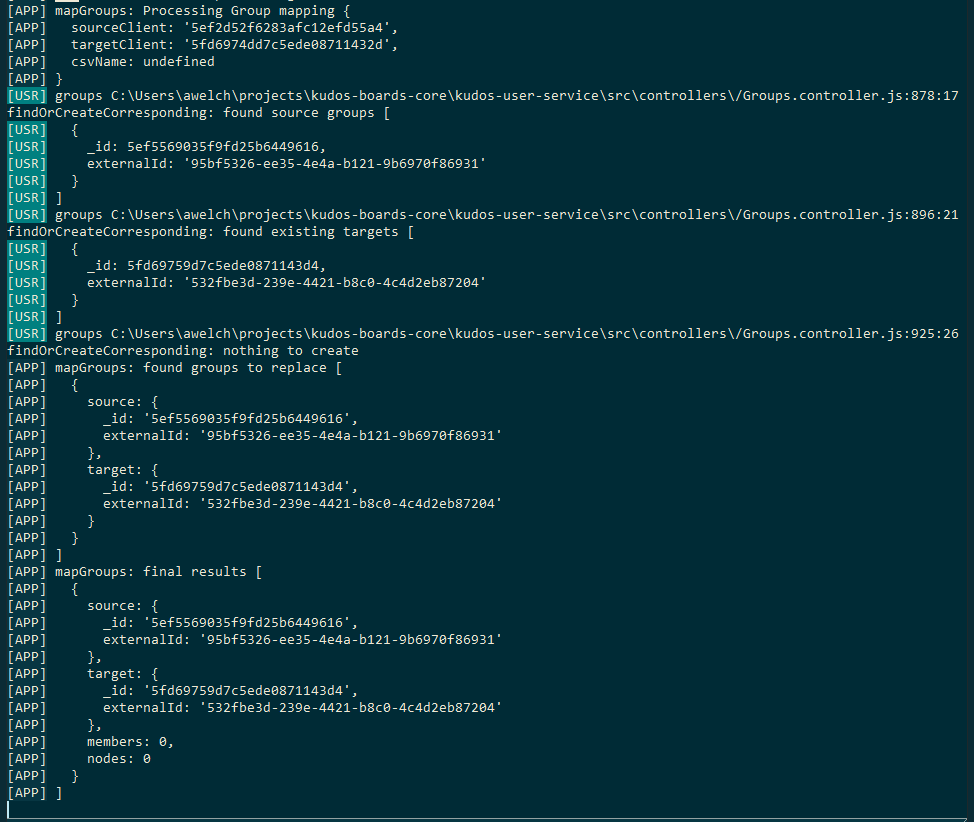 [APP] mapGroups: Processing Group mapping {
[APP]   sourceClient: '5ef2d52f6283afc12efd55a4',
[APP]   targetClient: '5fd6974dd7c5ede08711432d',
[APP]   csvName: undefined
[APP] }
[USR] groups C:\Users\awelch\projects\kudos-boards-core\kudos-user-service\src\controllers\/Groups.controller.js:878:17
findOrCreateCorresponding: found source groups [
[USR]   {
[USR]     _id: 5ef5569035f9fd25b6449616,
[USR]     externalId: '95bf5326-ee35-4e4a-b121-9b6970f86931'
[USR]   }
[USR] ]
[USR] groups C:\Users\awelch\projects\kudos-boards-core\kudos-user-service\src\controllers\/Groups.controller.js:896:21
findOrCreateCorresponding: found existing targets [
[USR]   {
[USR]     _id: 5fd69759d7c5ede0871143d4,
[USR]     externalId: '532fbe3d-239e-4421-b8c0-4c4d2eb87204'
[USR]   }
[USR] ]
[USR] groups C:\Users\awelch\projects\kudos-boards-core\kudos-user-service\src\controllers\/Groups.controller.js:925:26
findOrCreateCorresponding: nothing to create
[APP] mapGroups: found groups to replace [
[APP]   {
[APP]     source: {
[APP]       _id: '5ef5569035f9fd25b6449616',
[APP]       externalId: '95bf5326-ee35-4e4a-b121-9b6970f86931'
[APP]     },
[APP]     target: {
[APP]       _id: '5fd69759d7c5ede0871143d4',
[APP]       externalId: '532fbe3d-239e-4421-b8c0-4c4d2eb87204'
[APP]     }
[APP]   }
[APP] ]
[APP] mapGroups: final results [
[APP]   {
[APP]     source: {
[APP]       _id: '5ef5569035f9fd25b6449616',
[APP]       externalId: '95bf5326-ee35-4e4a-b121-9b6970f86931'
[APP]     },
[APP]     target: {
[APP]       _id: '5fd69759d7c5ede0871143d4',
[APP]       externalId: '532fbe3d-239e-4421-b8c0-4c4d2eb87204'
[APP]     },
[APP]     members: 0,
[APP]     nodes: 0
[APP]   }
[APP] ]